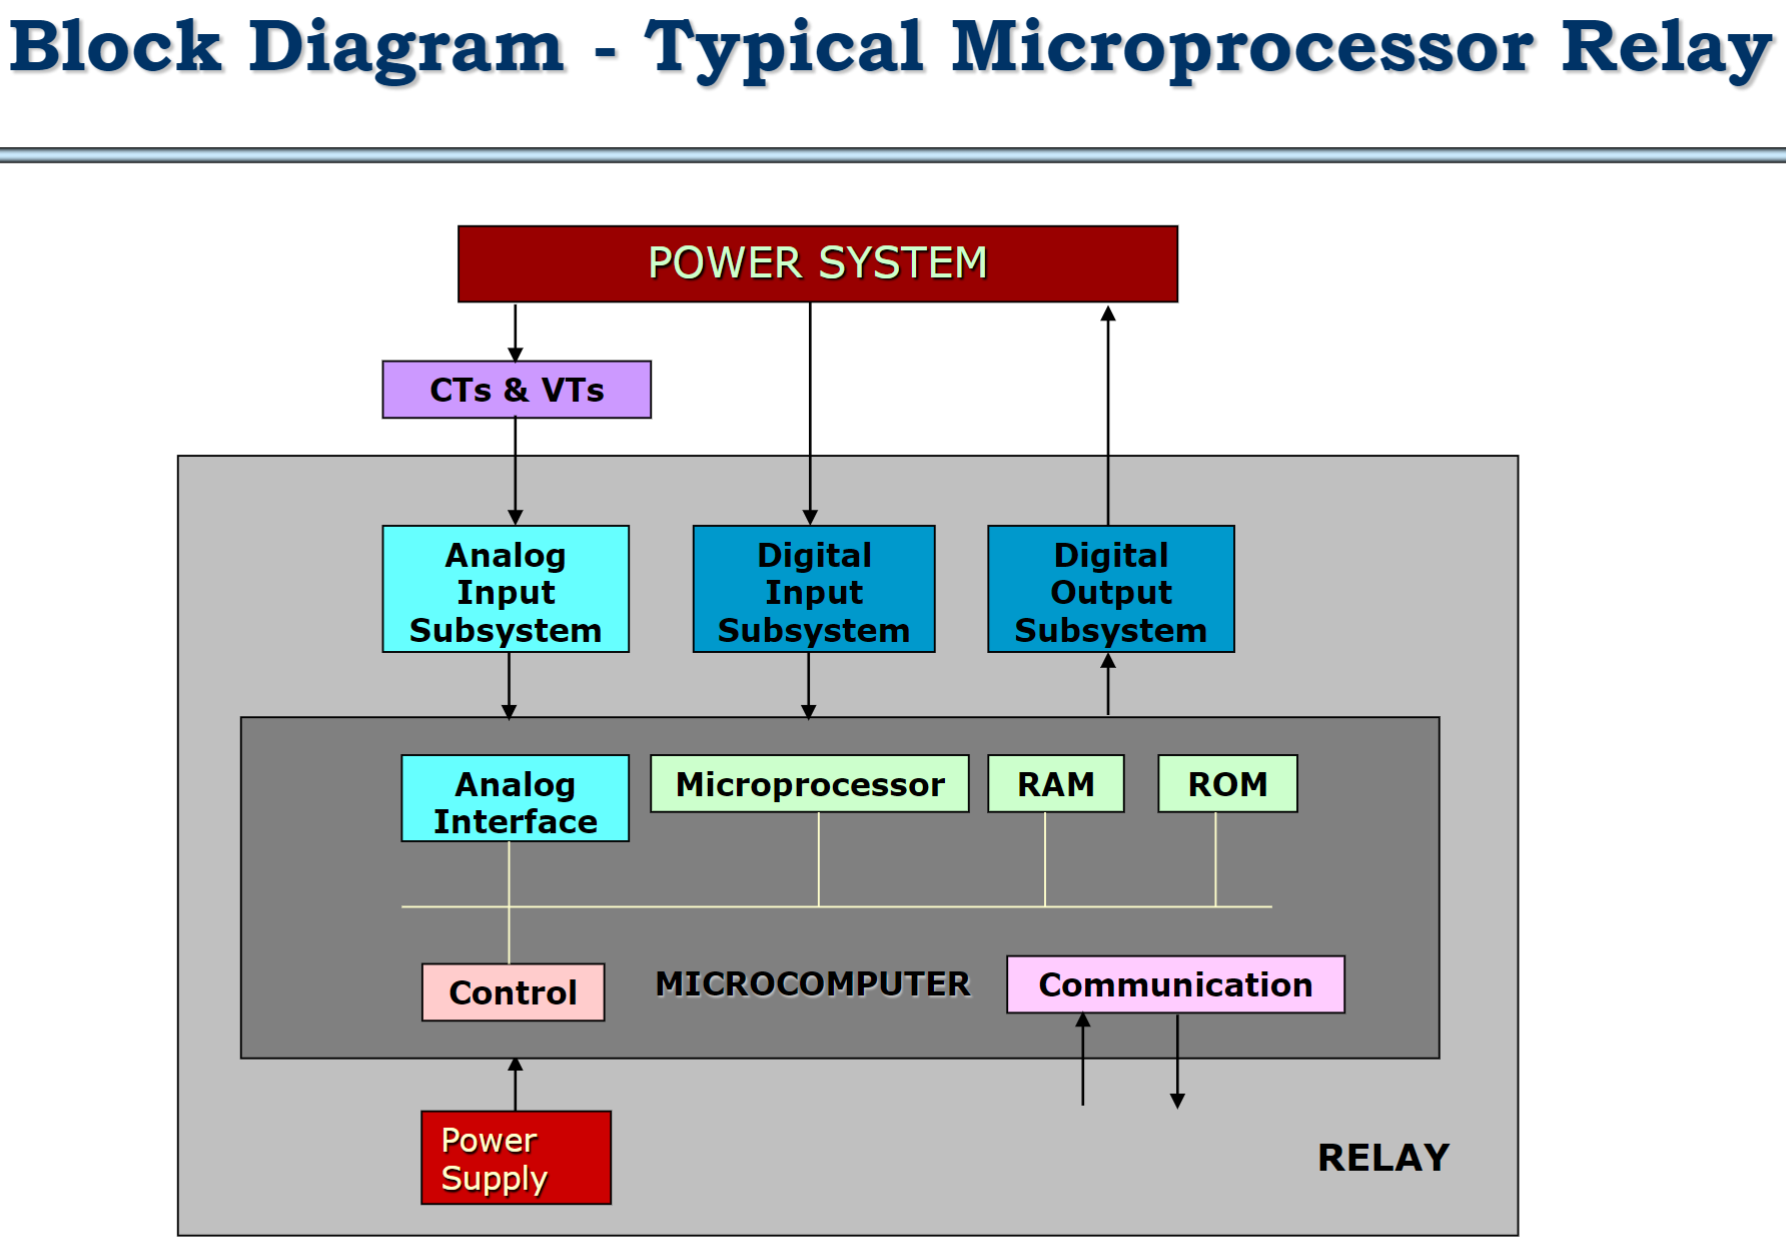 Block Diagram - Typical Microprocessor Relay
POWER SYSTEM
CTs & VTs
Analog
Input
Subsystem
Digital
Input
Subsystem
Digital
Output
Subsystem
Analog
Interface
Microprocessor
RAM
ROM
Control
MICROCOMPUTER
Communication
Power
Supply
RELAY